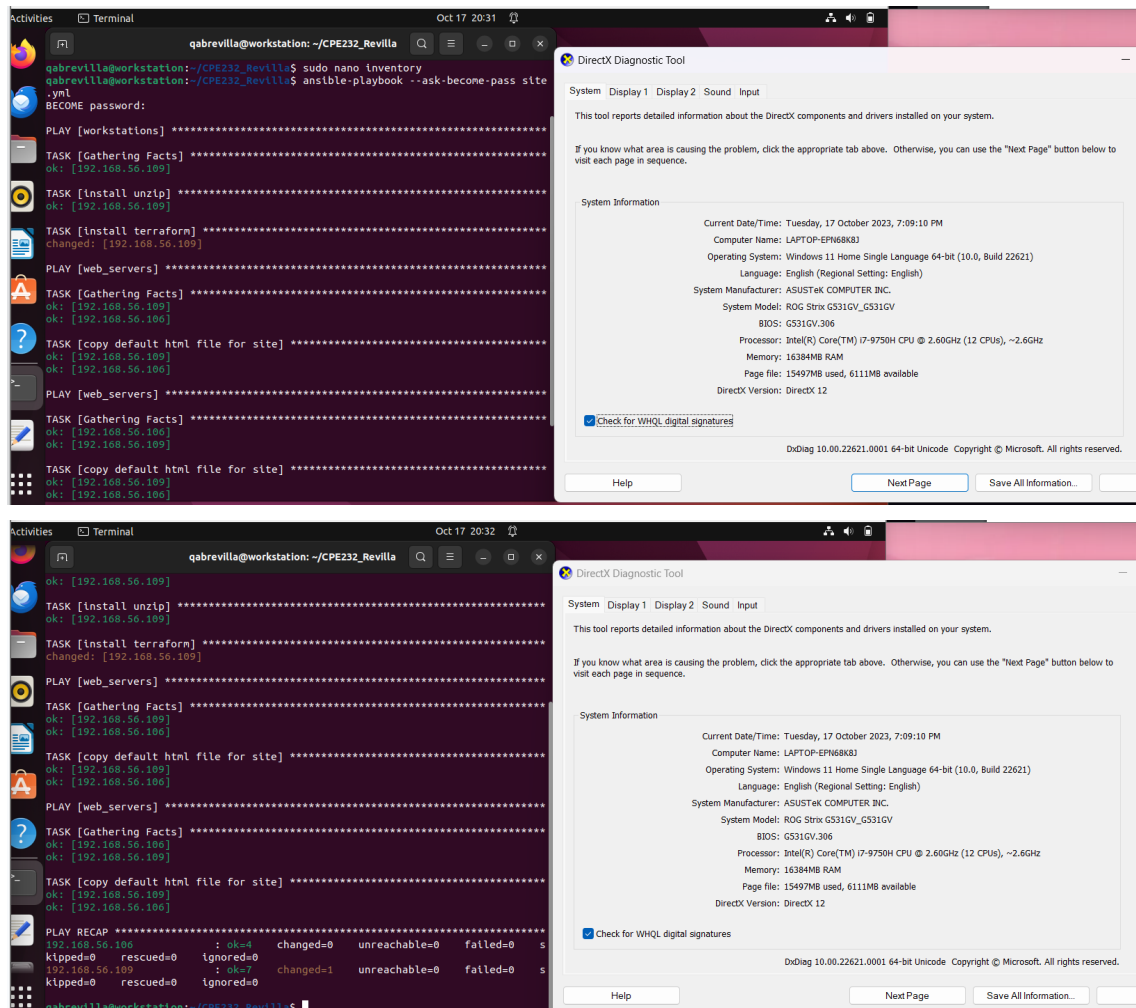 Activities Terminal Oct 17 20:31
qabrevilla@workstation: ~/CPE232_Revilla
qabrevilla@workstation:~/CPE232_Revilla$ sudo nano inventory
qabrevilla@workstation:~/CPE232_Revilla$ ansible-playbook --ask-become-pass site
.yml
BECOME password:
PLAY [workstations] *************************************************************
TASK [Gathering Facts] **********************************************************
ok: [192.168.56.109]
TASK [install unzip] ************************************************************
ok: [192.168.56.109]
TASK [install terraform] ********************************************************
changed: [192.168.56.109]
PLAY [web_servers] **************************************************************
TASK [Gathering Facts] **********************************************************
ok: [192.168.56.109]
ok: [192.168.56.106]
TASK [copy default html file for site] ******************************************
ok: [192.168.56.109]
ok: [192.168.56.106]
PLAY [web_servers] **************************************************************
TASK [Gathering Facts] **********************************************************
ok: [192.168.56.106]
ok: [192.168.56.109]
TASK [copy default html file for site] ******************************************
ok: [192.168.56.109]
ok: [192.168.56.106]
DirectX Diagnostic Tool
System Display 1 Display 2 Sound Input
This tool reports detailed information about the DirectX components and drivers installed on your system.
If you know what area is causing the problem, click the appropriate tab above. Otherwise, you can use the "Next Page" button below to
visit each page in sequence.
System Information
Current Date/Time: Tuesday, 17 October 2023, 7:09:10 PM
Computer Name: LAPTOP-EPN68K8J
Operating System: Windows 11 Home Single Language 64-bit (10.0, Build 22621)
Language: English (Regional Setting: English)
System Manufacturer: ASUSTeK COMPUTER INC.
System Model: ROG Strix G531GV_G531GV
BIOS: G531GV.306
Processor: Intel(R) Core(TM) i7-9750H CPU @ 2.60GHz (12 CPUs), ~2.6GHz
Memory: 16384MB RAM
Page file: 15497MB used, 6111MB available
DirectX Version: DirectX 12
Check for WHQL digital signatures
DxDiag 10.00.22621.0001 64-bit Unicode Copyright © Microsoft. All rights reserved.
Help Next Page Save All Information...
Activities Terminal Oct 17 20:32
qabrevilla@workstation: ~/CPE232_Revilla
ok: [192.168.56.109]
TASK [install unzip] ************************************************************
ok: [192.168.56.109]
TASK [install terraform] ********************************************************
changed: [192.168.56.109]
PLAY [web_servers] **************************************************************
TASK [Gathering Facts] **********************************************************
ok: [192.168.56.109]
ok: [192.168.56.106]
TASK [copy default html file for site] ******************************************
ok: [192.168.56.109]
ok: [192.168.56.106]
PLAY [web_servers] **************************************************************
TASK [Gathering Facts] **********************************************************
ok: [192.168.56.106]
ok: [192.168.56.109]
TASK [copy default html file for site] ******************************************
ok: [192.168.56.109]
ok: [192.168.56.106]
PLAY RECAP **********************************************************************
192.168.56.106 : ok=4 changed=0 unreachable=0 failed=0 s
kipped=0 rescued=0 ignored=0
192.168.56.109 : ok=7 changed=1 unreachable=0 failed=0 s
kipped=0 rescued=0 ignored=0
qabrevilla@workstation:~/CPE232_Revilla$
DirectX Diagnostic Tool
System Display 1 Display 2 Sound Input
This tool reports detailed information about the DirectX components and drivers installed on your system.
If you know what area is causing the problem, click the appropriate tab above. Otherwise, you can use the "Next Page" button below to
visit each page in sequence.
System Information
Current Date/Time: Tuesday, 17 October 2023, 7:09:10 PM
Computer Name: LAPTOP-EPN68K8J
Operating System: Windows 11 Home Single Language 64-bit (10.0, Build 22621)
Language: English (Regional Setting: English)
System Manufacturer: ASUSTeK COMPUTER INC.
System Model: ROG Strix G531GV_G531GV
BIOS: G531GV.306
Processor: Intel(R) Core(TM) i7-9750H CPU @ 2.60GHz (12 CPUs), ~2.6GHz
Memory: 16384MB RAM
Page file: 15497MB used, 6111MB available
DirectX Version: DirectX 12
Check for WHQL digital signatures
DxDiag 10.00.22621.0001 64-bit Unicode Copyright © Microsoft. All rights reserved.
Help Next Page Save All Information...